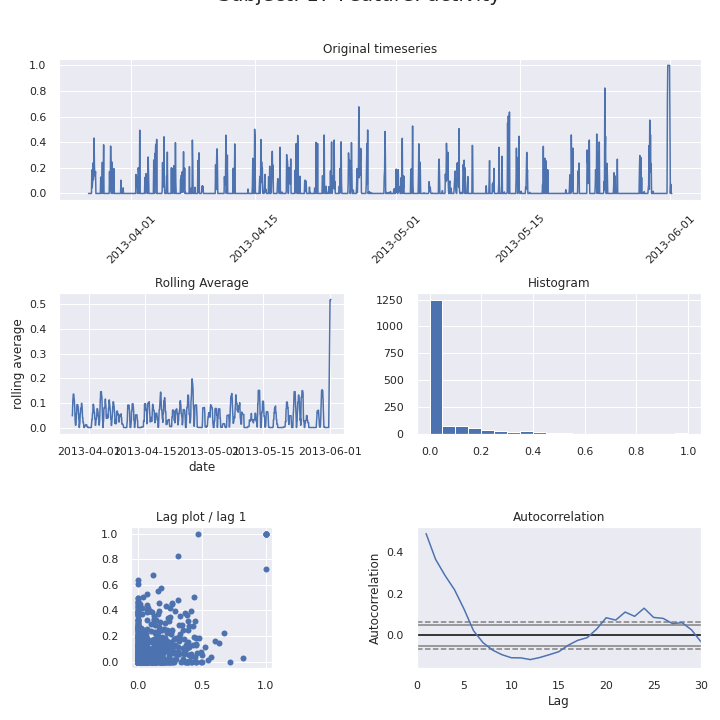 Original timeseries
1.0
0.8
0.6
0.4
0.2
0.0
2013-04-01
2013-04-15
2013-05-01
2013-05-15
2013-06-01
Rolling Average
rolling average
0.5
0.4
0.3
0.2
0.1
0.0
2013-04-01 2013-04-15 2013-05-01 2013-05-15 2013-06-01
date
Histogram
1250
1000
750
500
250
0
0.0 0.2 0.4 0.6 0.8 1.0
Lag plot / lag 1
1.0
0.8
0.6
0.4
0.2
0.0
0.0 0.5 1.0
Autocorrelation
Autocorrelation
0.4
0.2
0.0
0 5 10 15 20 25 30
Lag